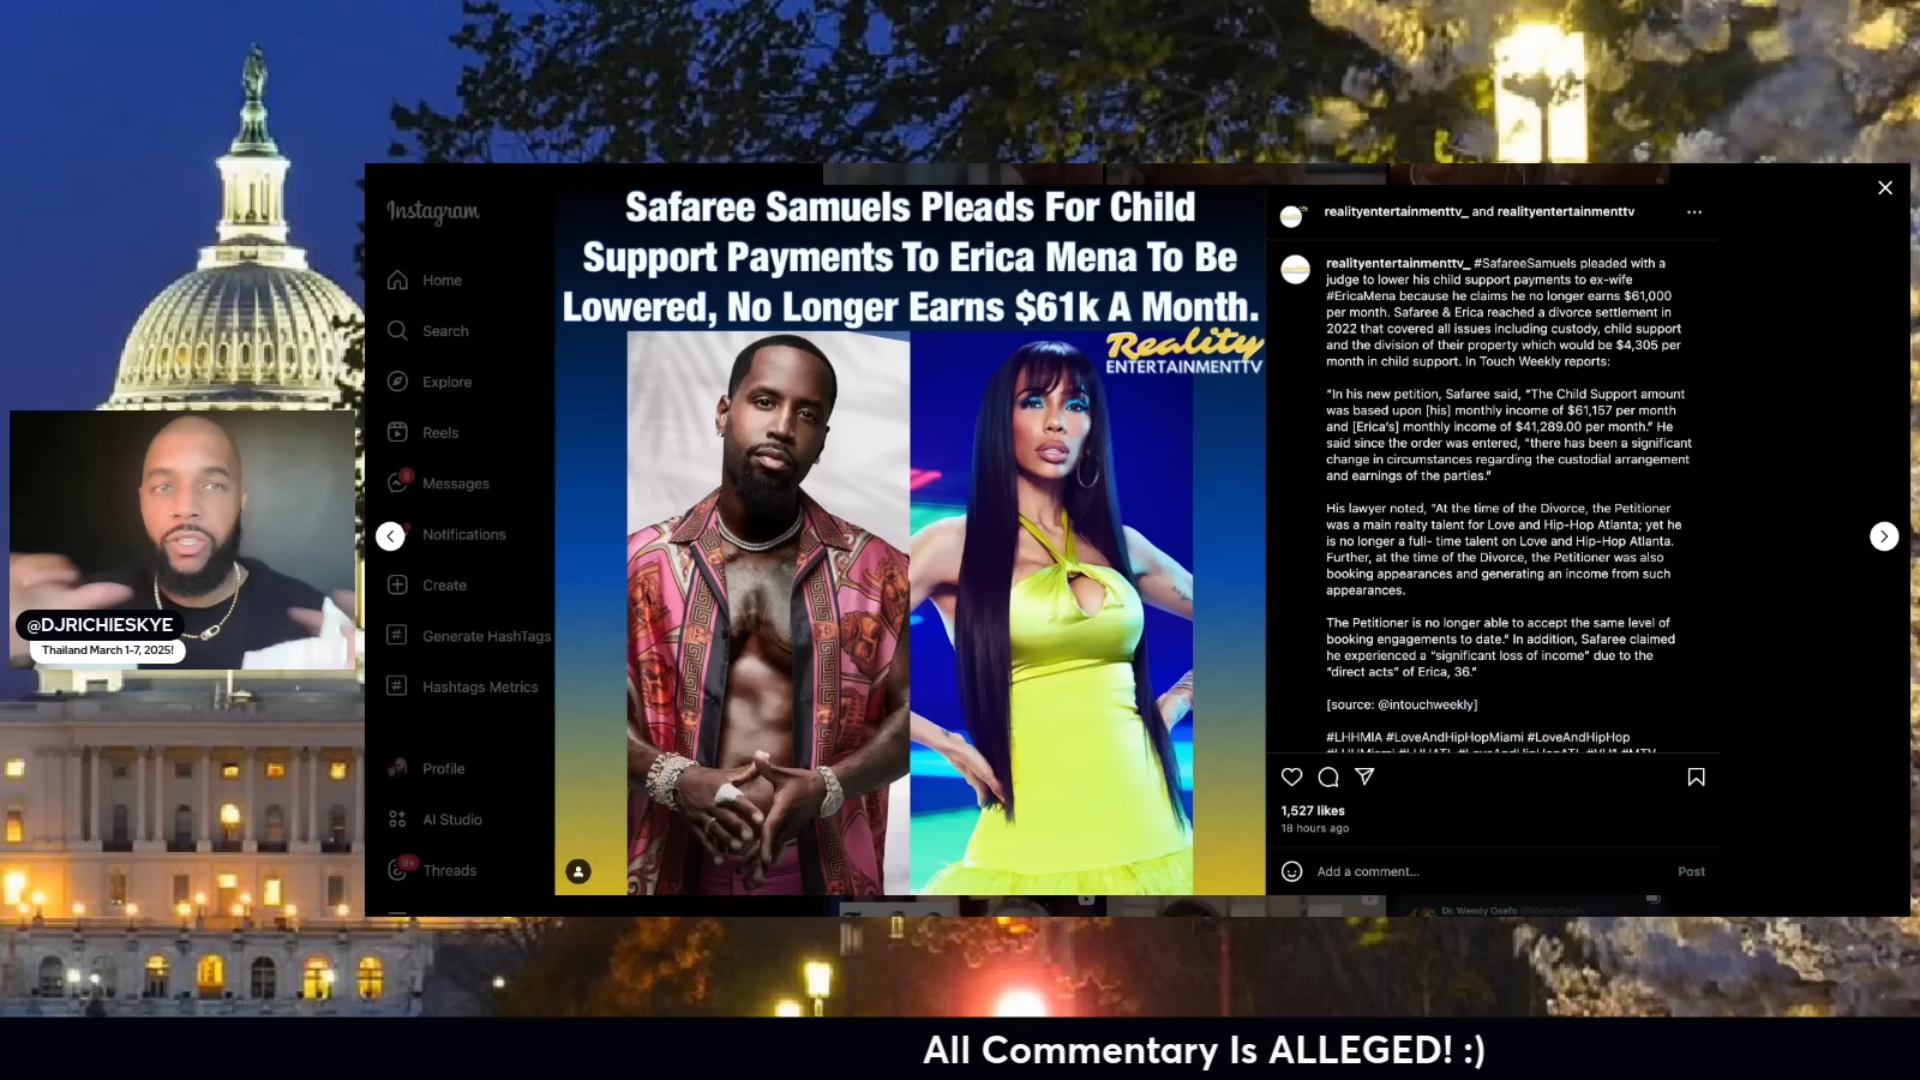 Instagram
Home
Search
Explore
Reels
8
Messages
Notifications
Create
Generate HashTags
Hashtags Metrics
Profile
AI Studio
9+
Threads
@DJRICHIESKYE
Thailand March 1-7, 2025!
Safaree Samuels Pleads For Child
Support Payments To Erica Mena To Be
Lowered, No Longer Earns $61k A Month.
Reality
ENTERTAINMENTTV
realityentertainmenttv_ and realityentertainmenttv
realityentertainmenttv_ #SafareeSamuels pleaded with a
judge to lower his child support payments to ex-wife
#EricaMena because he claims he no longer earns $61,000
per month. Safaree & Erica reached a divorce settlement in
2022 that covered all issues including custody, child support
and the division of their property which would be $4,305 per
month in child support. In Touch Weekly reports:
"In his new petition, Safaree said, "The Child Support amount
was based upon [his] monthly income of $61,157 per month
and [Erica's] monthly income of $41,289.00 per month." He
said since the order was entered, "there has been a significant
change in circumstances regarding the custodial arrangement
and earnings of the parties."
His lawyer noted, "At the time of the Divorce, the Petitioner
was a main realty talent for Love and Hip-Hop Atlanta; yet he
is no longer a full- time talent on Love and Hip-Hop Atlanta.
Further, at the time of the Divorce, the Petitioner was also
booking appearances and generating an income from such
appearances.
The Petitioner is no longer able to accept the same level of
booking engagements to date." In addition, Safaree claimed
he experienced a "significant loss of income" due to the
"direct acts" of Erica, 36."
[source: @intouchweekly]
#LHHMIA #LoveAndHipHopMiami #LoveAndHipHop
#LHHMiami #LHHATL #LoveAndHipHopATL #VH1 #MTV
1,527 likes
18 hours ago
Add a comment...
Post
Dr. Wendy Osefo @WendyOsefo
All Commentary Is ALLEGED! :)